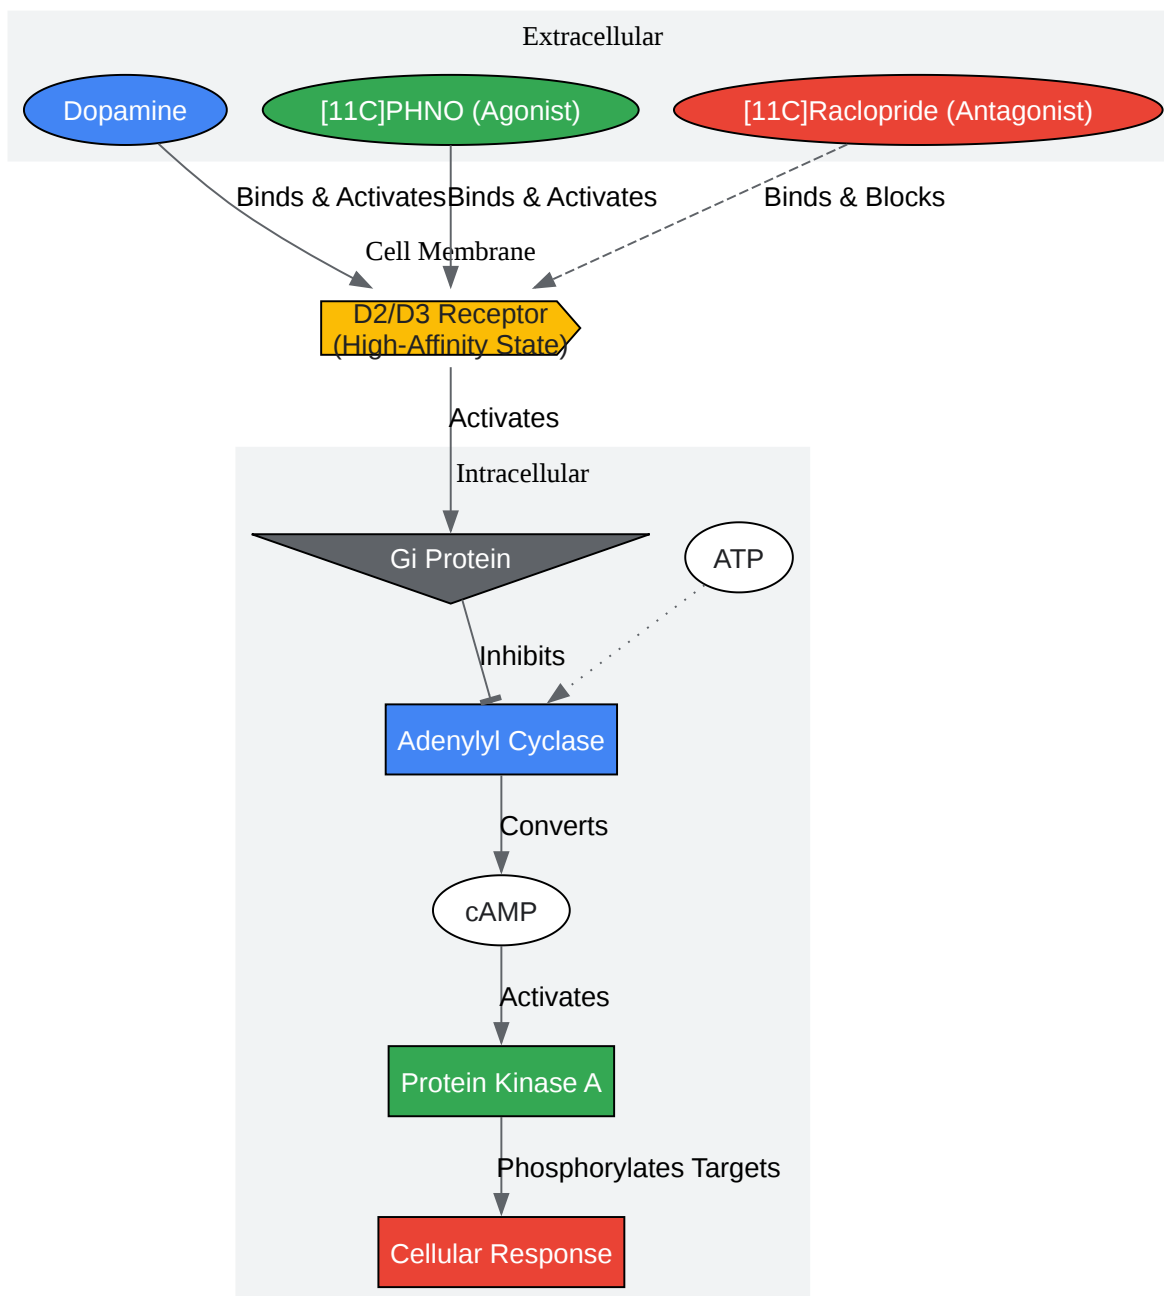 Extracellular
Dopamine
[11C]PHNO (Agonist)
[11C]Raclopride (Antagonist)
Binds & Activates
Binds & Activates
Binds & Blocks
Cell Membrane
D2/D3 Receptor
(High-Affinity State)
Activates
Intracellular
Gi Protein
ATP
Inhibits
Adenylyl Cyclase
Converts
cAMP
Activates
Protein Kinase A
Phosphorylates Targets
Cellular Response